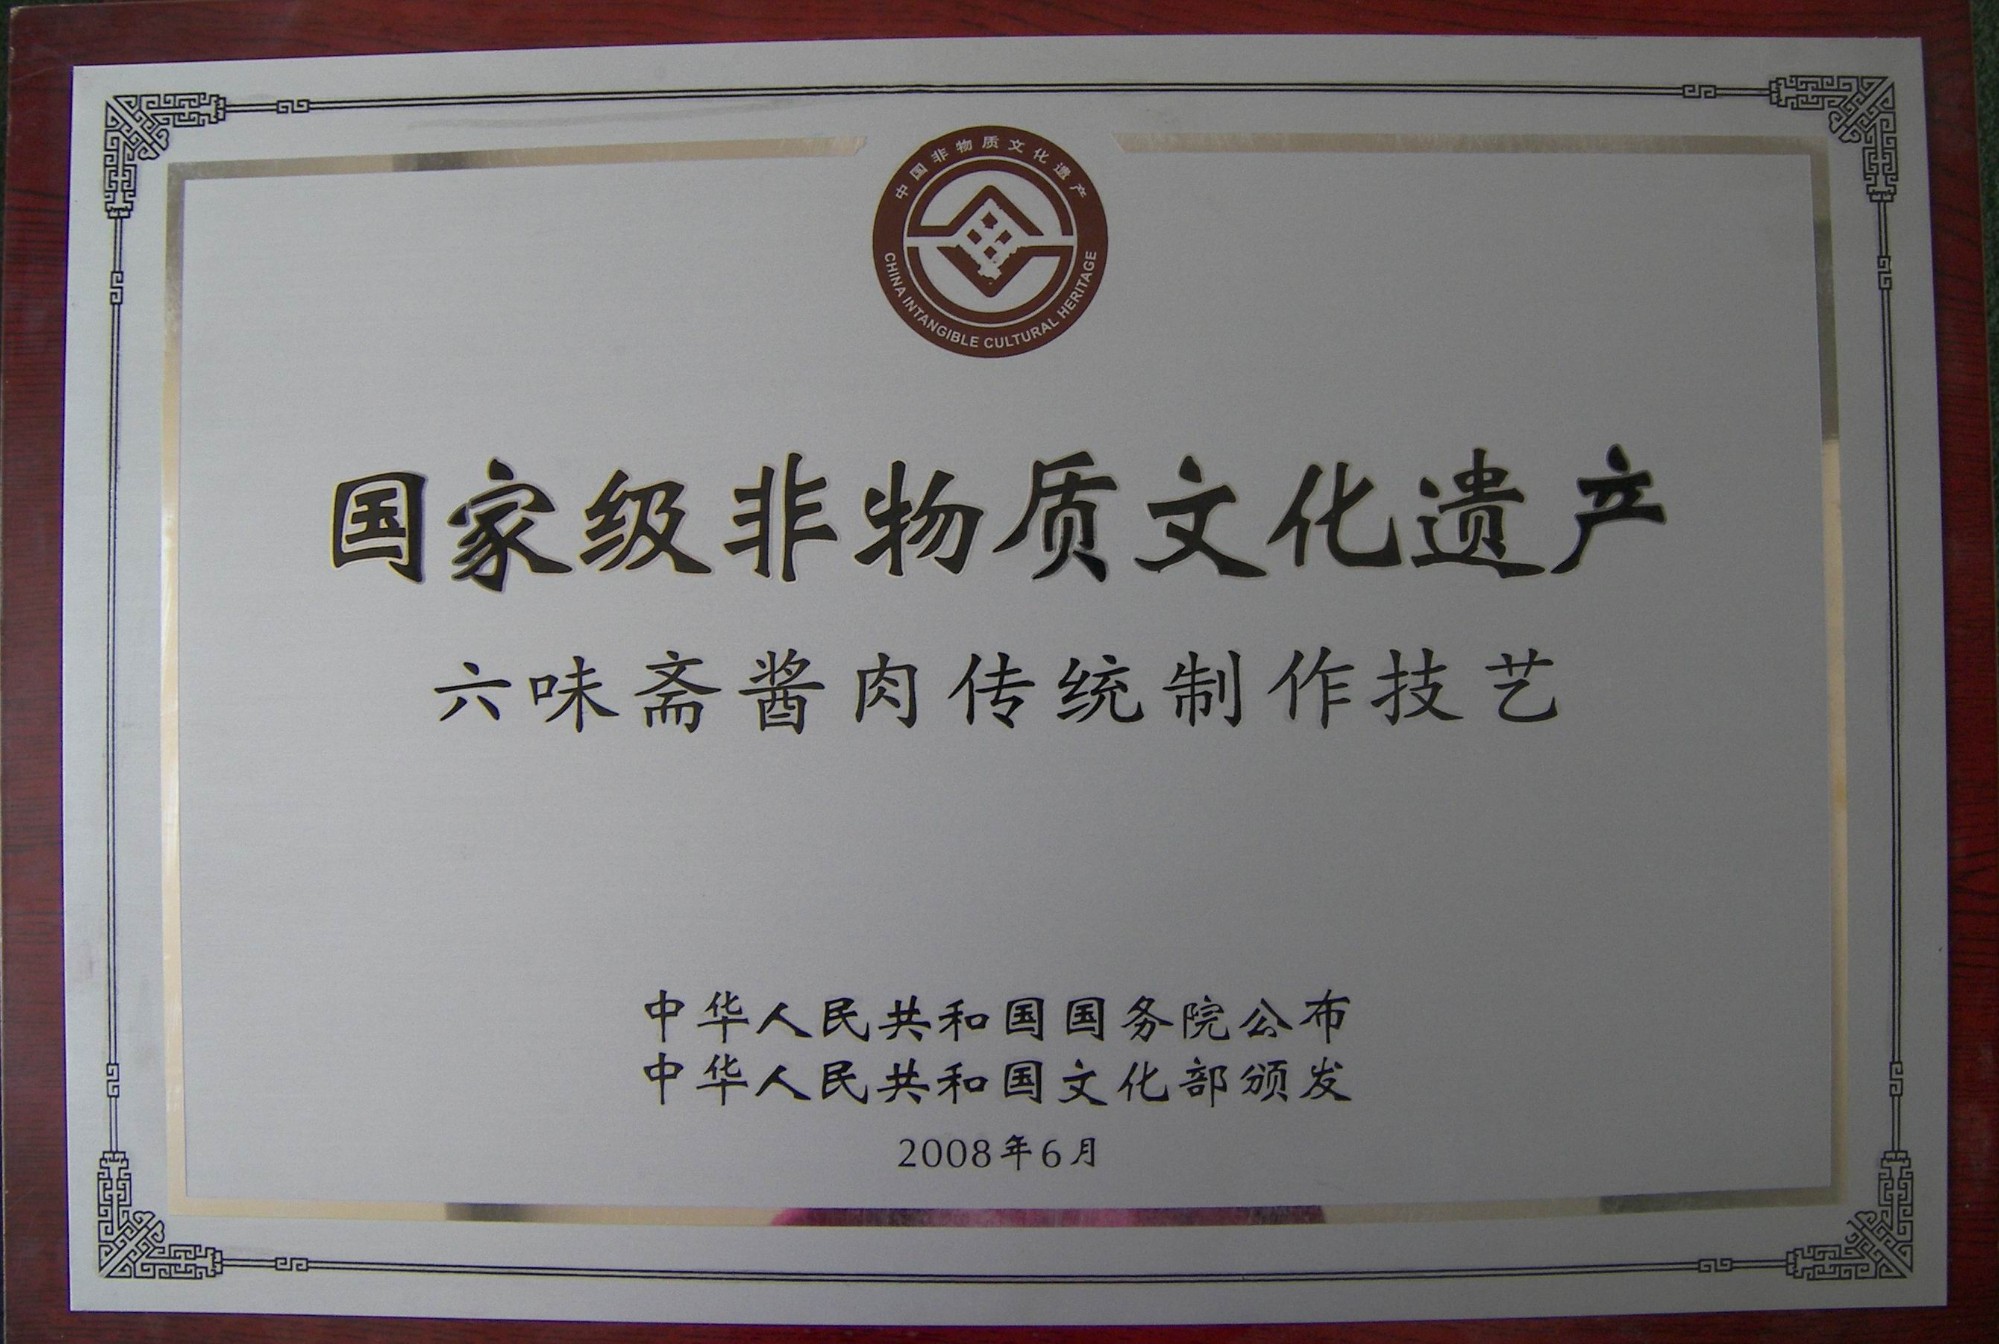 中国非物质文化遗产
CHINA INTANGIBLE CULTURAL HERITAGE
国家级非物质文化遗产
六味斋酱肉传统制作技艺
中华人民共和国国务院公布
中华人民共和国文化部颁发
2008年6月